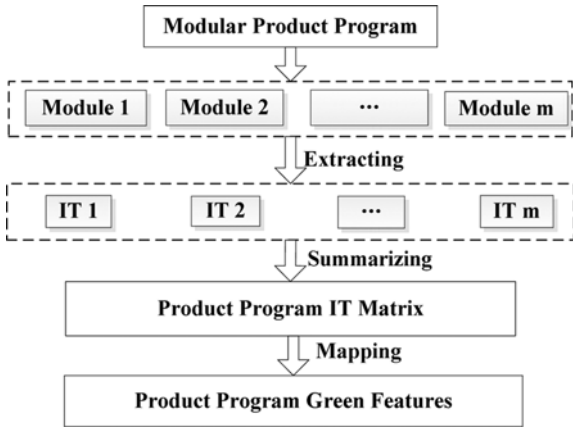 Modular Product Program
Module 1 Module 2 ... Module m
Extracting
IT 1 IT 2 ... IT m
Summarizing
Product Program IT Matrix
Mapping
Product Program Green Features